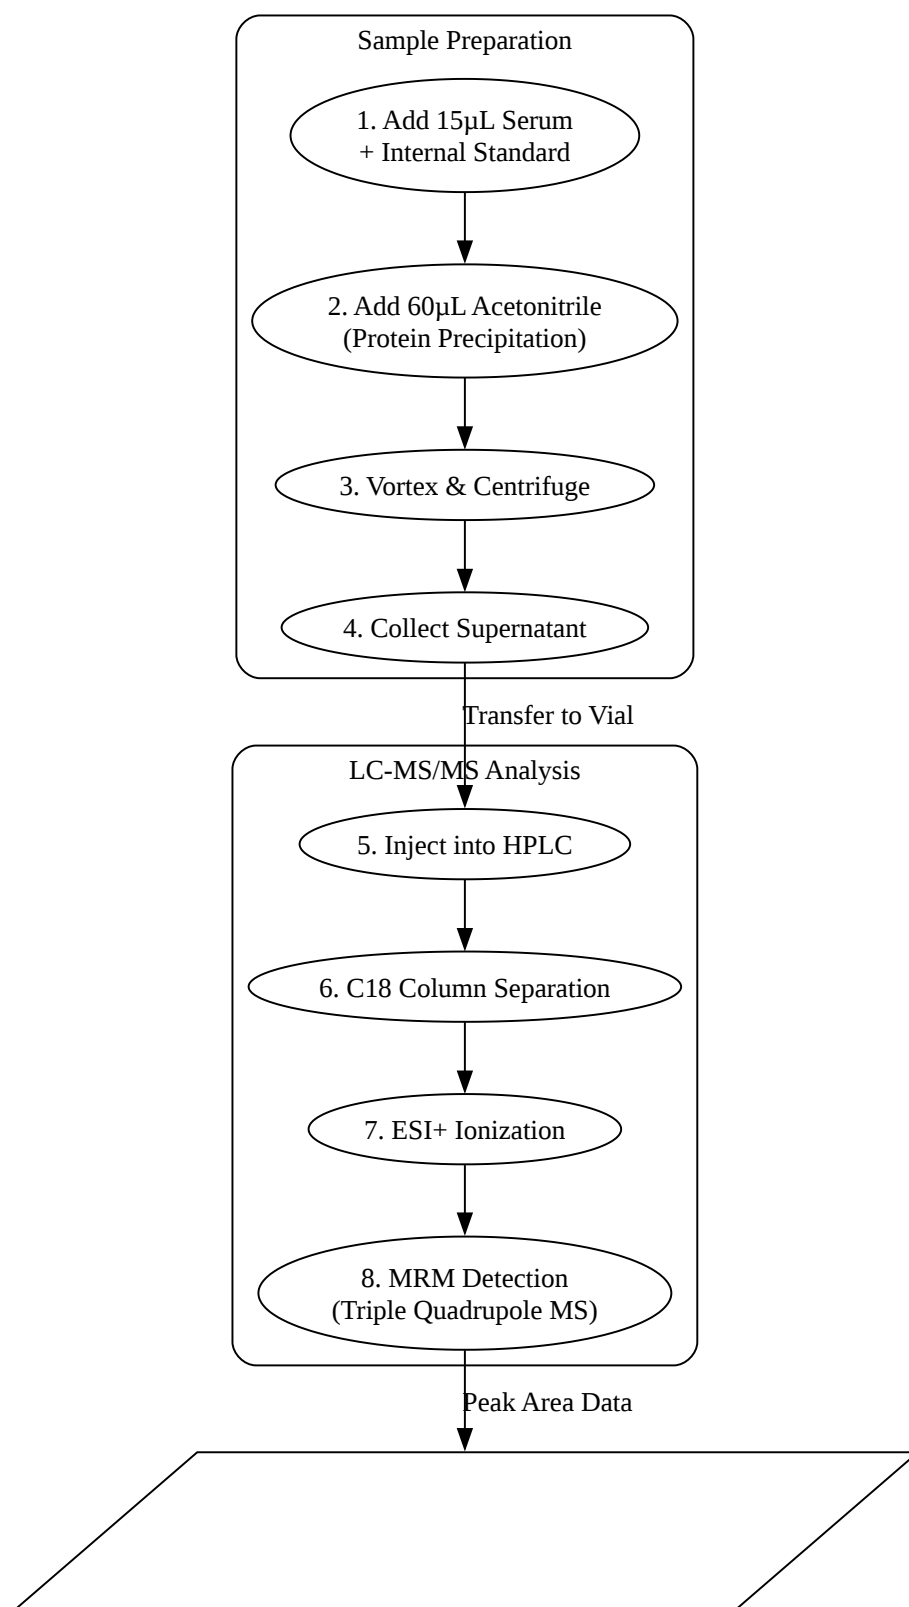 Sample Preparation
1. Add 15µL Serum
+ Internal Standard
2. Add 60µL Acetonitrile
(Protein Precipitation)
3. Vortex & Centrifuge
4. Collect Supernatant
Transfer to Vial
LC-MS/MS Analysis
5. Inject into HPLC
6. C18 Column Separation
7. ESI+ Ionization
8. MRM Detection
(Triple Quadrupole MS)
Peak Area Data